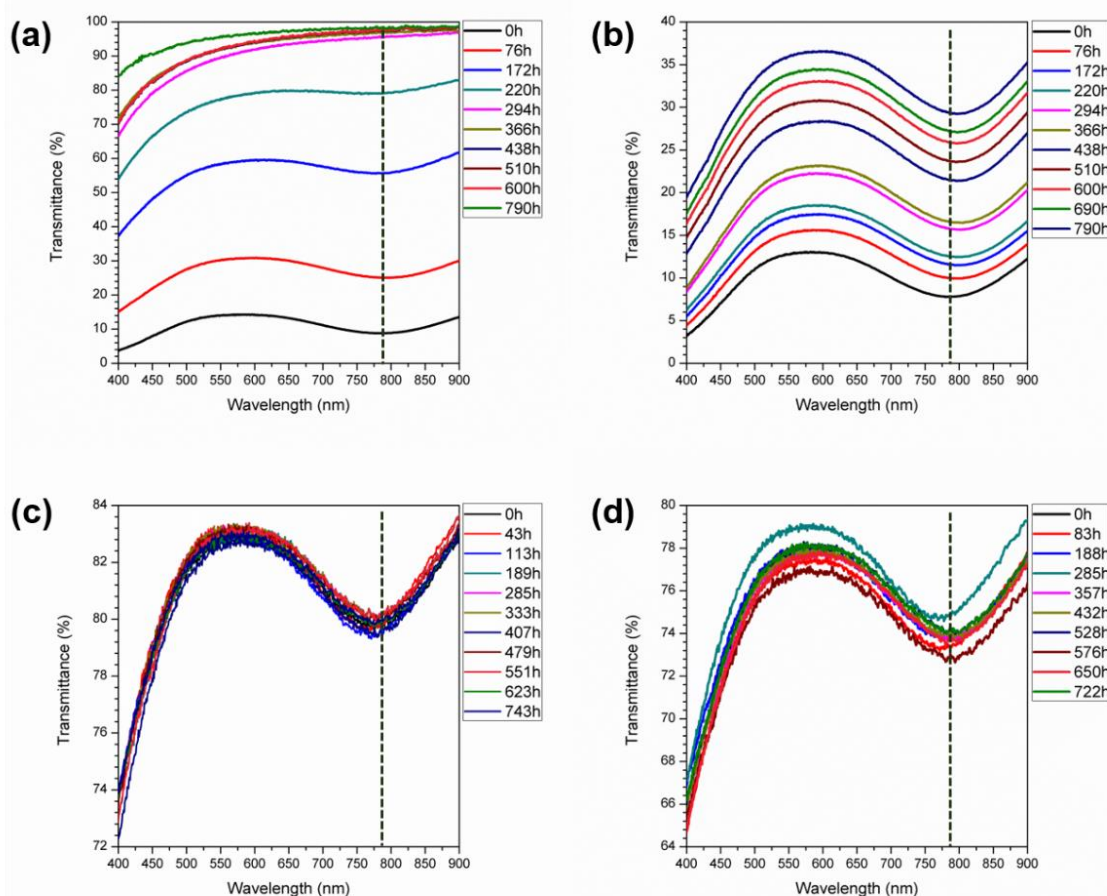 (a)
100
90
80
70
60
50
40
30
20
10
0
Transmittance (%)
400 450 500 550 600 650 700 750 800 850 900
Wavelength (nm)
0h
76h
172h
220h
294h
366h
438h
510h
600h
790h
(b)
40
35
30
25
20
15
10
5
0
Transmittance (%)
400 450 500 550 600 650 700 750 800 850 900
Wavelength (nm)
0h
76h
172h
220h
294h
366h
438h
510h
600h
690h
790h
(c)
84
82
80
78
76
74
72
Transmittance (%)
400 450 500 550 600 650 700 750 800 850 900
Wavelength (nm)
0h
43h
113h
189h
285h
333h
407h
479h
551h
623h
743h
(d)
80
78
76
74
72
70
68
66
64
Transmittance (%)
400 450 500 550 600 650 700 750 800 850 900
Wavelength (nm)
0h
83h
188h
285h
357h
432h
528h
576h
650h
722h